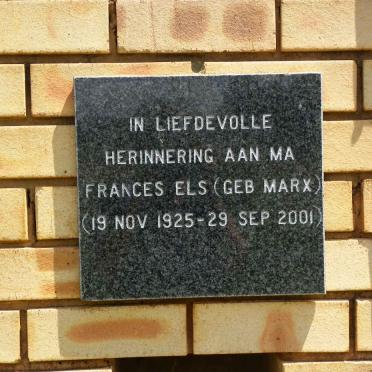 IN LIEFDEVOLLE
HERINNERING AAN MA
FRANCES ELS (GEB MARX)
(19 NOV 1925-29 SEP 2001)